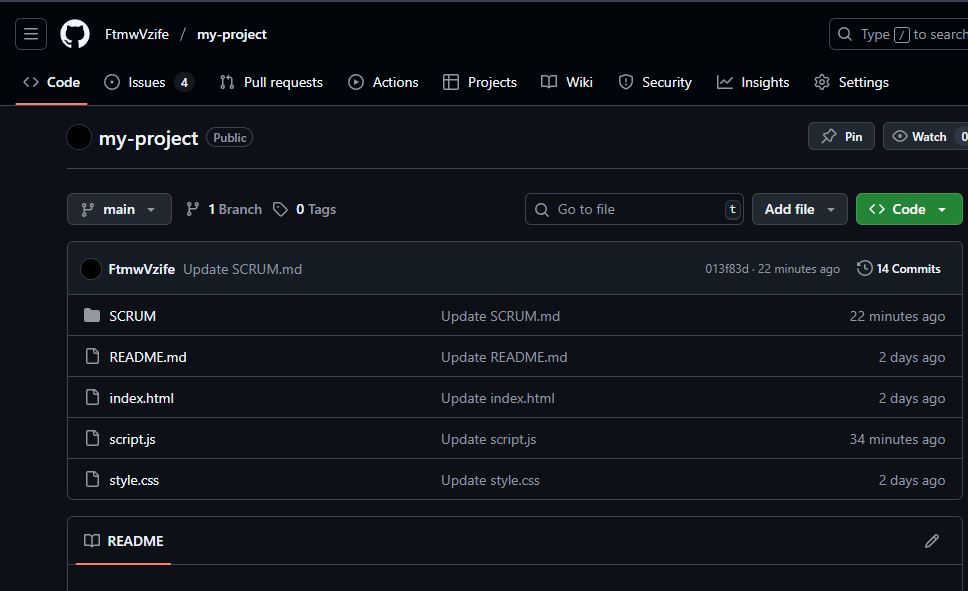 FtmwVzife / my-project
Type / to search
Code Issues 4 Pull requests Actions Projects Wiki Security Insights Settings
my-project Public Pin Watch 0
main 1 Branch 0 Tags Go to file t Add file Code
FtmwVzife Update SCRUM.md 013f83d · 22 minutes ago 14 Commits
SCRUM Update SCRUM.md 22 minutes ago
README.md Update README.md 2 days ago
index.html Update index.html 2 days ago
script.js Update script.js 34 minutes ago
style.css Update style.css 2 days ago
README